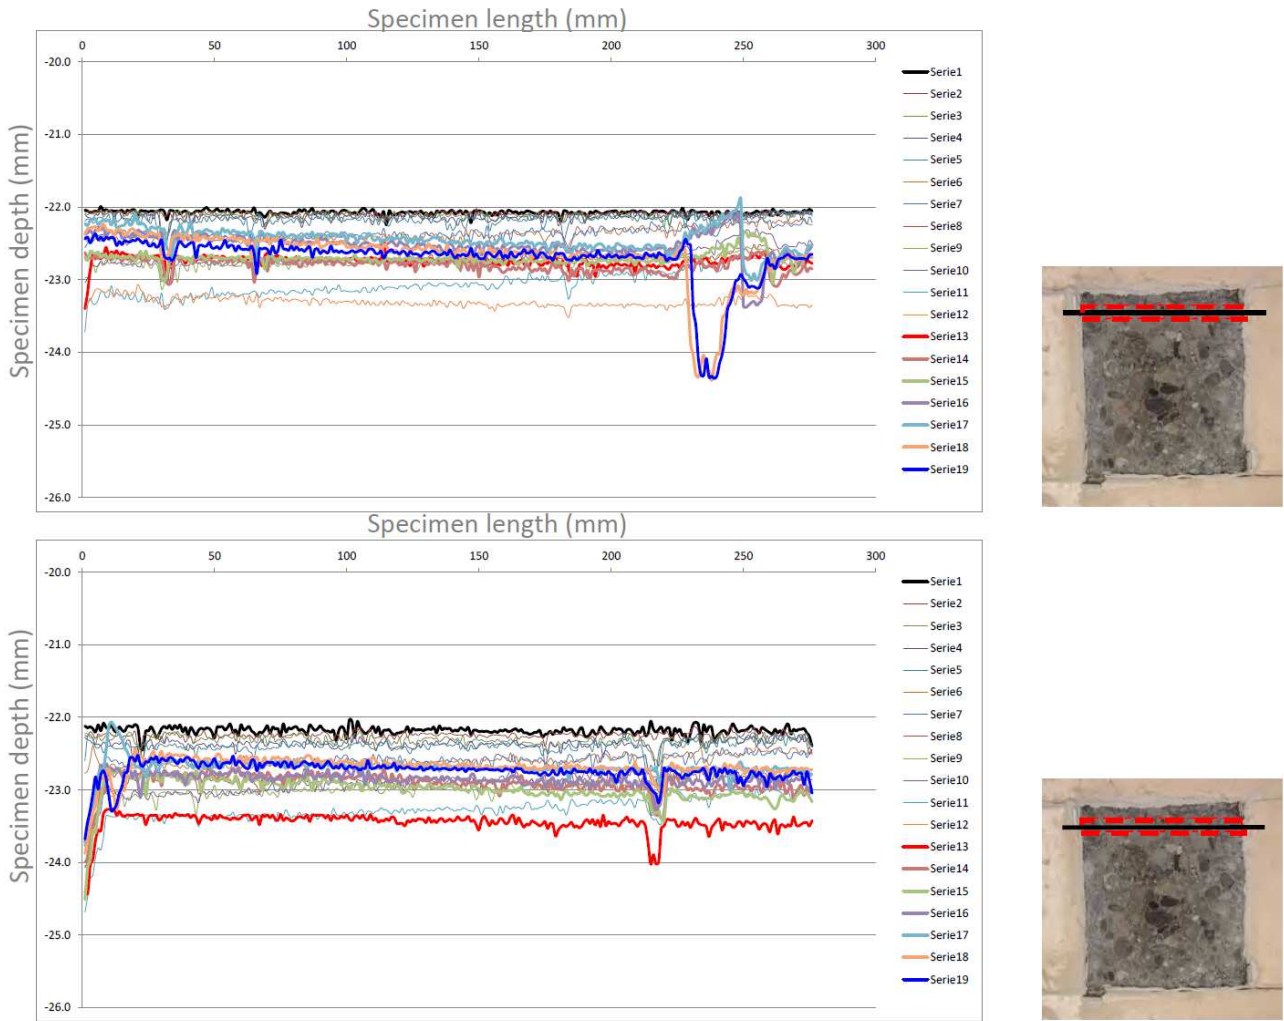 Specimen length (mm)
0 50 100 150 200 250 300
-20.0
-21.0
-22.0
-23.0
-24.0
-25.0
-26.0
Specimen depth (mm)
Serie1
Serie2
Serie3
Serie4
Serie5
Serie6
Serie7
Serie8
Serie9
Serie10
Serie11
Serie12
Serie13
Serie14
Serie15
Serie16
Serie17
Serie18
Serie19
Specimen length (mm)
0 50 100 150 200 250 300
-20.0
-21.0
-22.0
-23.0
-24.0
-25.0
-26.0
Specimen depth (mm)
Serie1
Serie2
Serie3
Serie4
Serie5
Serie6
Serie7
Serie8
Serie9
Serie10
Serie11
Serie12
Serie13
Serie14
Serie15
Serie16
Serie17
Serie18
Serie19